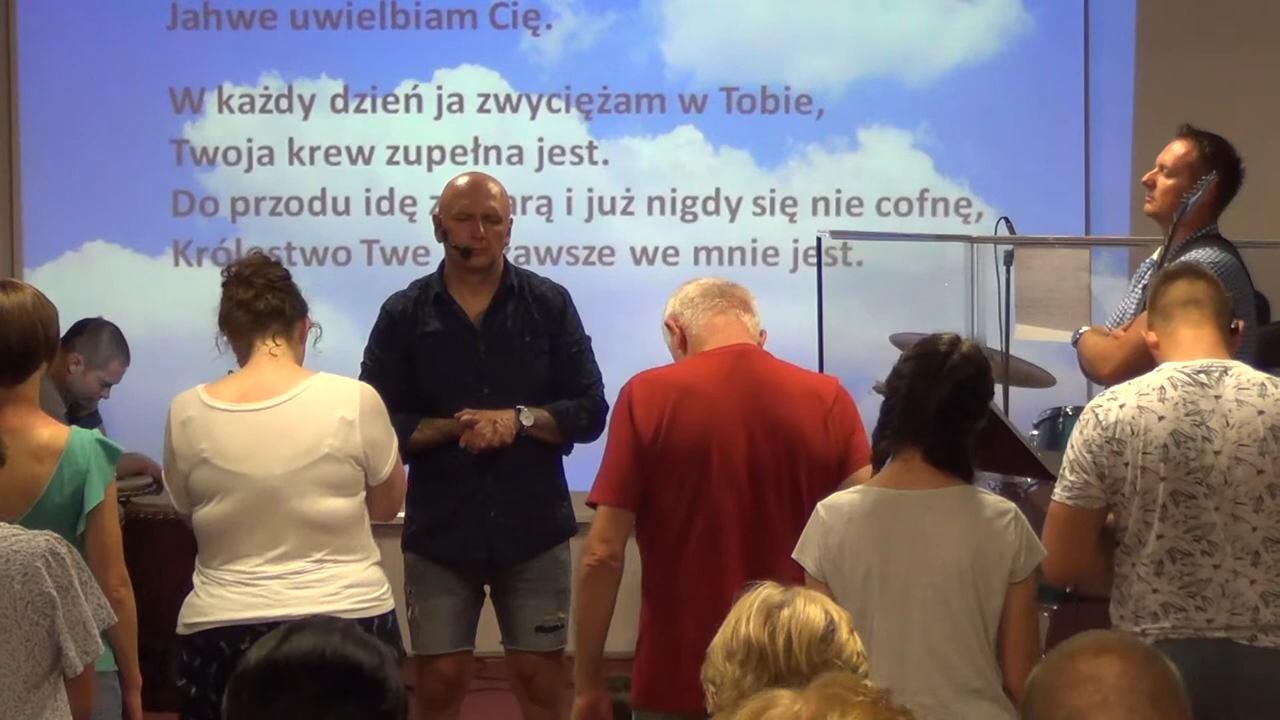 Jahwe uwielbiam Cię.
W każdy dzień ja zwyciężam w Tobie,
Twoja krew zupełna jest.
Do przodu idę i już nigdy się nie cofnę,
Królestwo Twe we mnie jest.